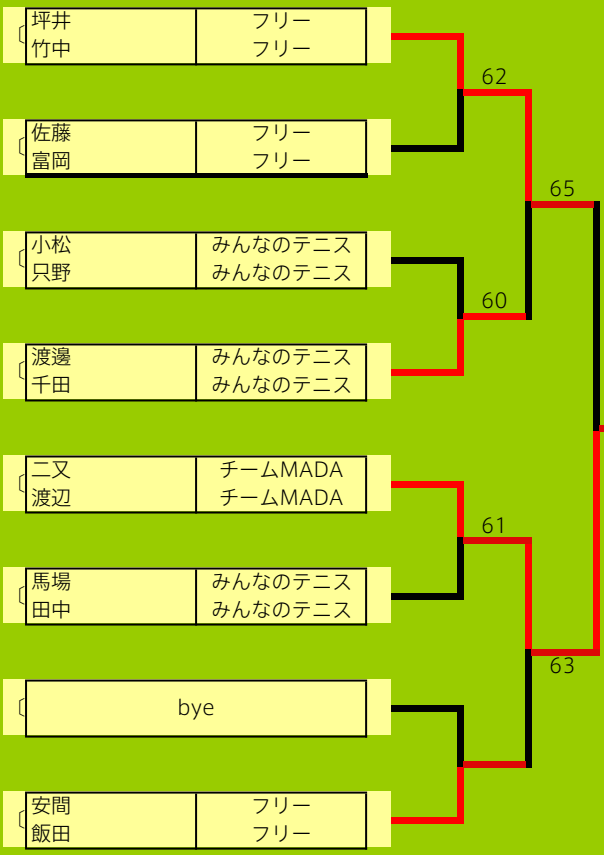 坪井 フリー
竹中 フリー
62
佐藤 フリー
富岡 フリー
65
小松 みんなのテニス
只野 みんなのテニス
60
渡邊 みんなのテニス
千田 みんなのテニス
二又 チームMADA
渡辺 チームMADA
61
馬場 みんなのテニス
田中 みんなのテニス
63
bye
安間 フリー
飯田 フリー